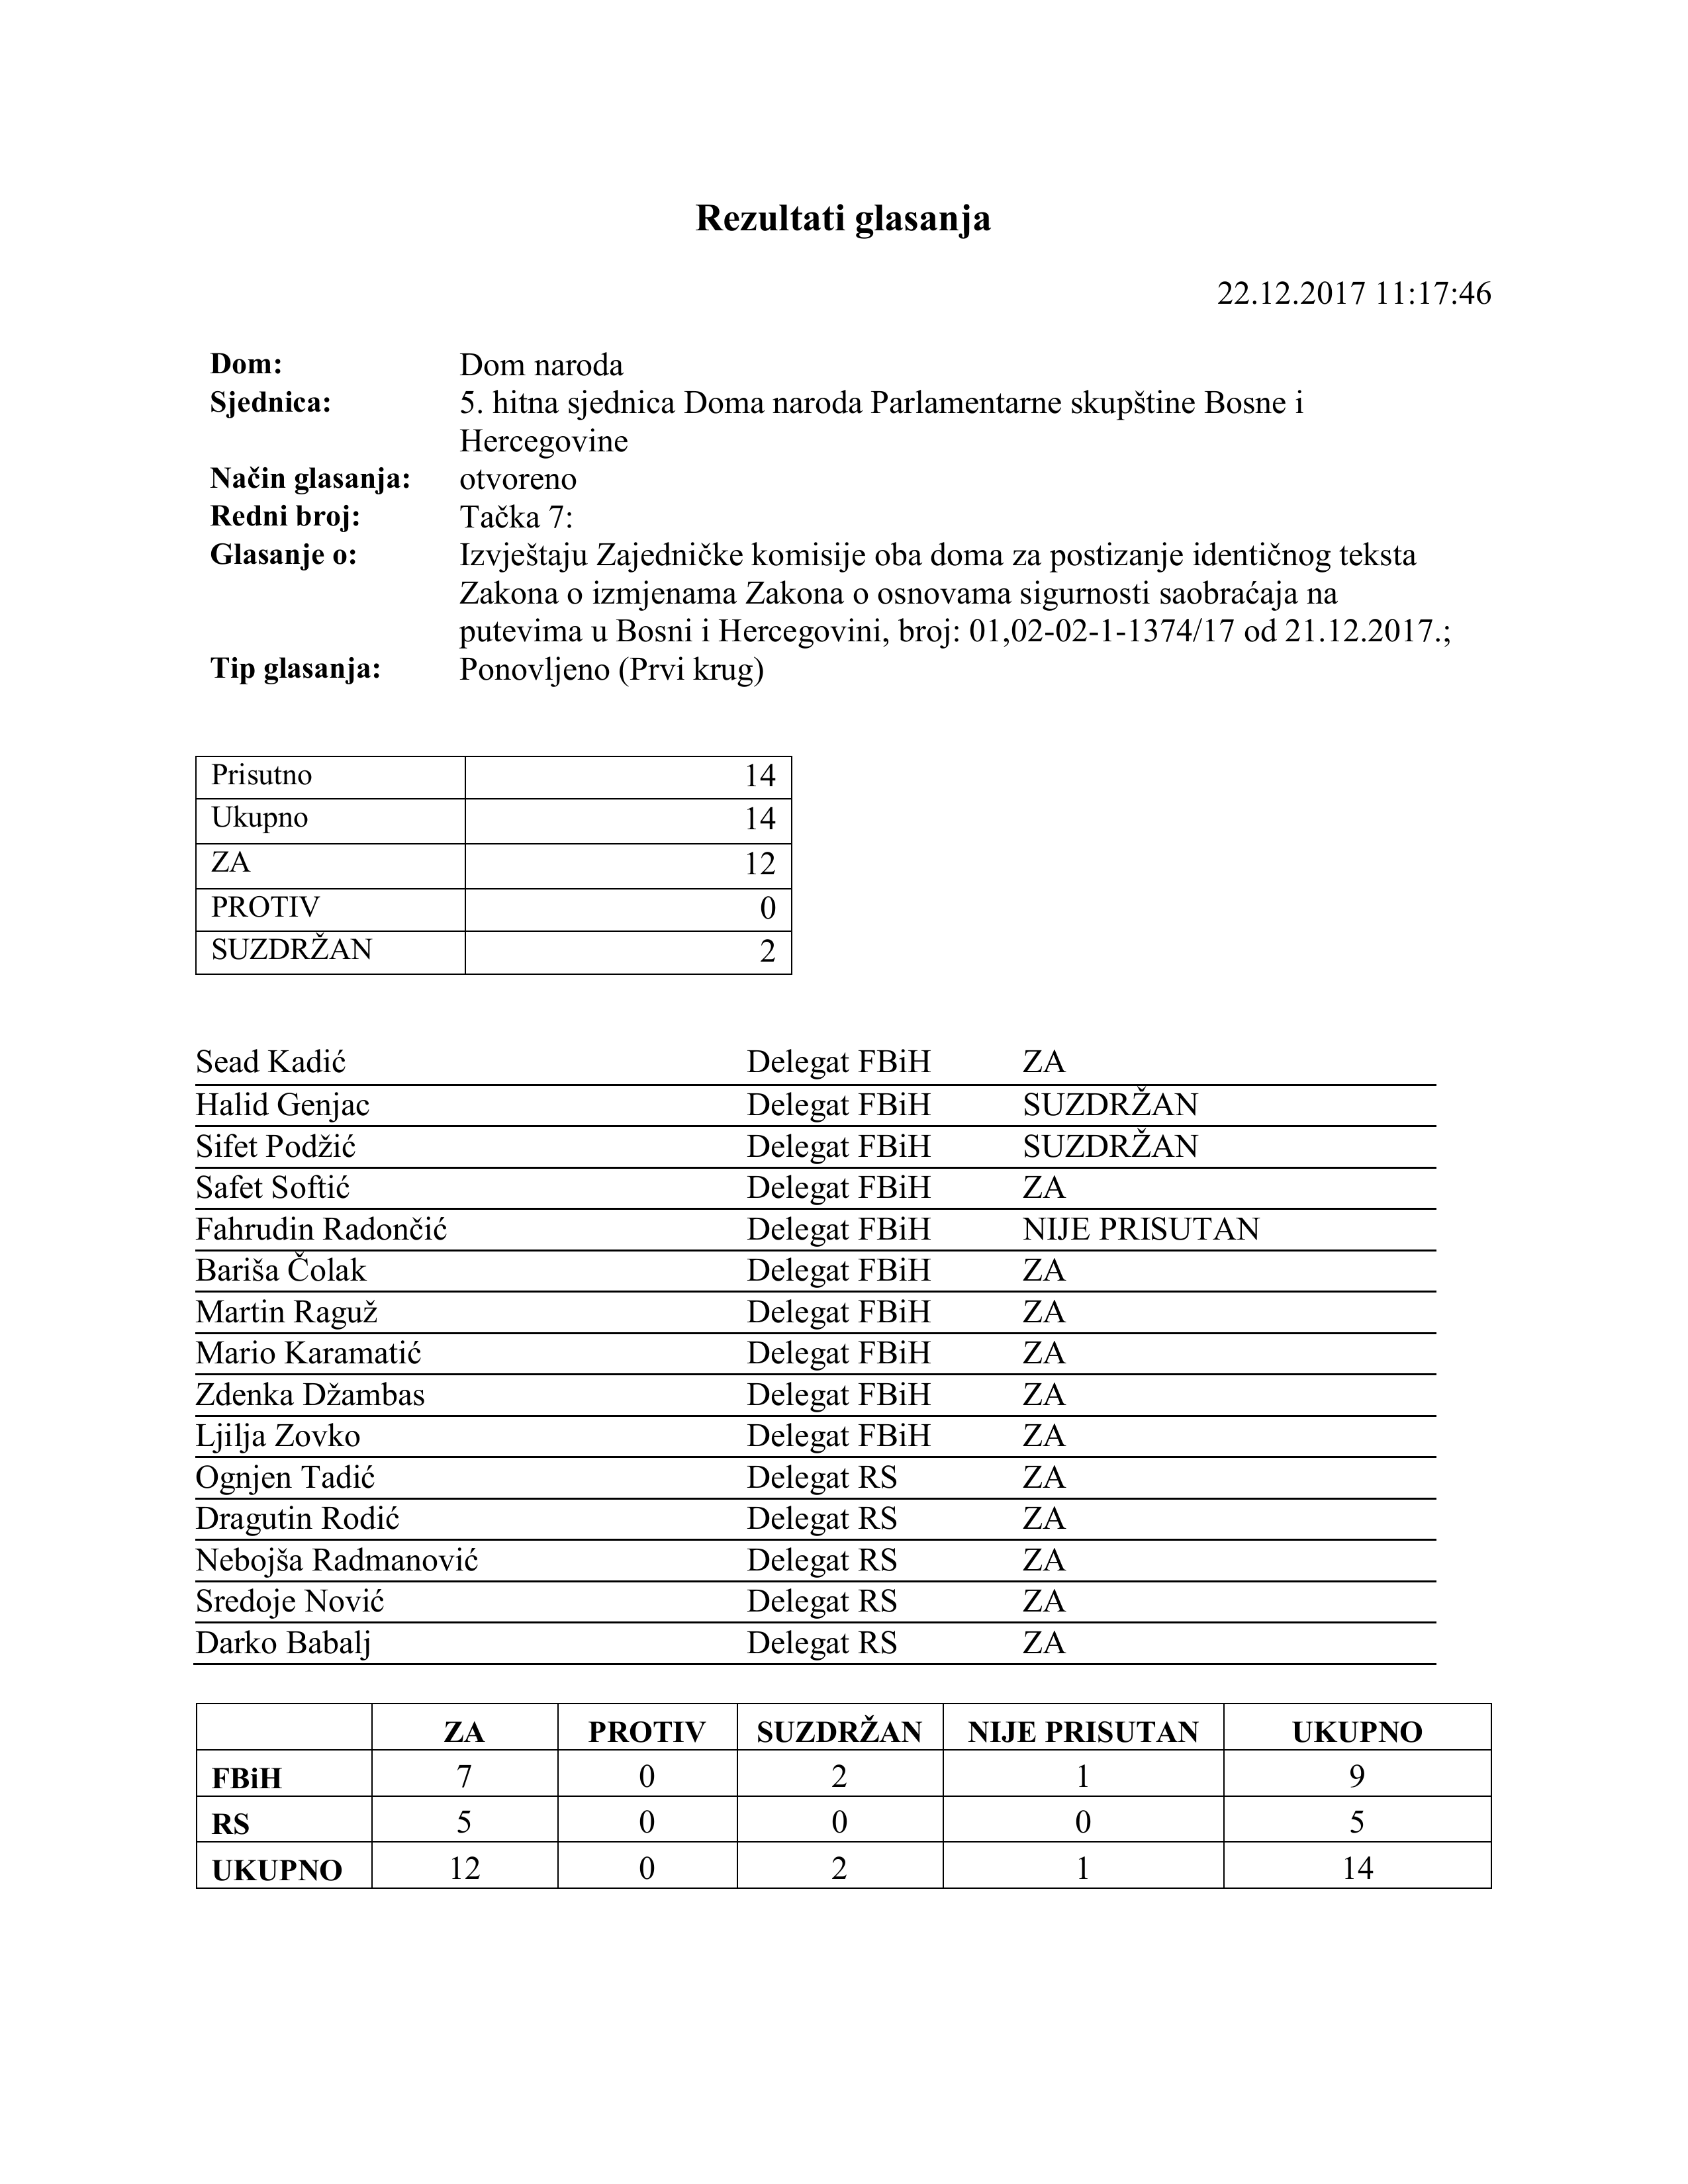 Rezultati glasanja
22.12.2017 11:17:46
Dom: Dom naroda
Sjednica: 5. hitna sjednica Doma naroda Parlamentarne skupštine Bosne i
Hercegovine
Način glasanja: otvoreno
Redni broj: Tačka 7:
Glasanje o: Izvještaju Zajedničke komisije oba doma za postizanje identičnog teksta
Zakona o izmjenama Zakona o osnovama sigurnosti saobraćaja na
putevima u Bosni i Hercegovini, broj: 01,02-02-1-1374/17 od 21.12.2017.;
Tip glasanja: Ponovljeno (Prvi krug)
Prisutno 14
Ukupno 14
ZA 12
PROTIV 0
SUZDRŽAN 2
Sead Kadić Delegat FBiH ZA
Halid Genjac Delegat FBiH SUZDRŽAN
Sifet Podžić Delegat FBiH SUZDRŽAN
Safet Softić Delegat FBiH ZA
Fahrudin Radončić Delegat FBiH NIJE PRISUTAN
Bariša Čolak Delegat FBiH ZA
Martin Raguž Delegat FBiH ZA
Mario Karamatić Delegat FBiH ZA
Zdenka Džambas Delegat FBiH ZA
Ljilja Zovko Delegat FBiH ZA
Ognjen Tadić Delegat RS ZA
Dragutin Rodić Delegat RS ZA
Nebojša Radmanović Delegat RS ZA
Sredoje Nović Delegat RS ZA
Darko Babalj Delegat RS ZA
ZA PROTIV SUZDRŽAN NIJE PRISUTAN UKUPNO
FBiH 7 0 2 1 9
RS 5 0 0 0 5
UKUPNO 12 0 2 1 14